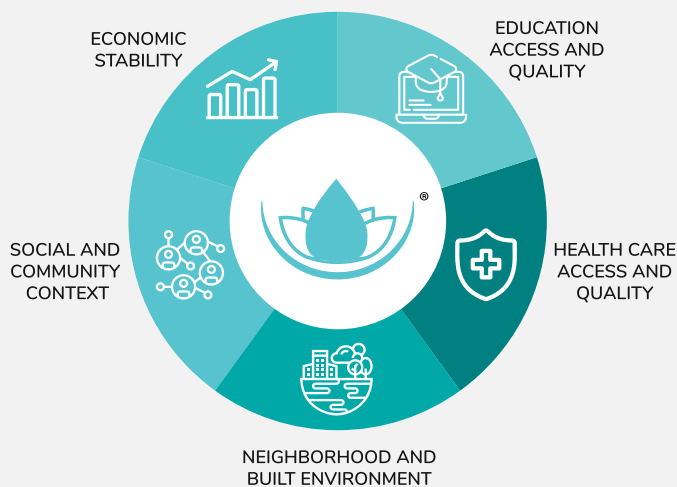 ECONOMIC
STABILITY
EDUCATION
ACCESS AND
QUALITY
®
SOCIAL AND
COMMUNITY
CONTEXT
HEALTH CARE
ACCESS AND
QUALITY
NEIGHBORHOOD AND
BUILT ENVIRONMENT